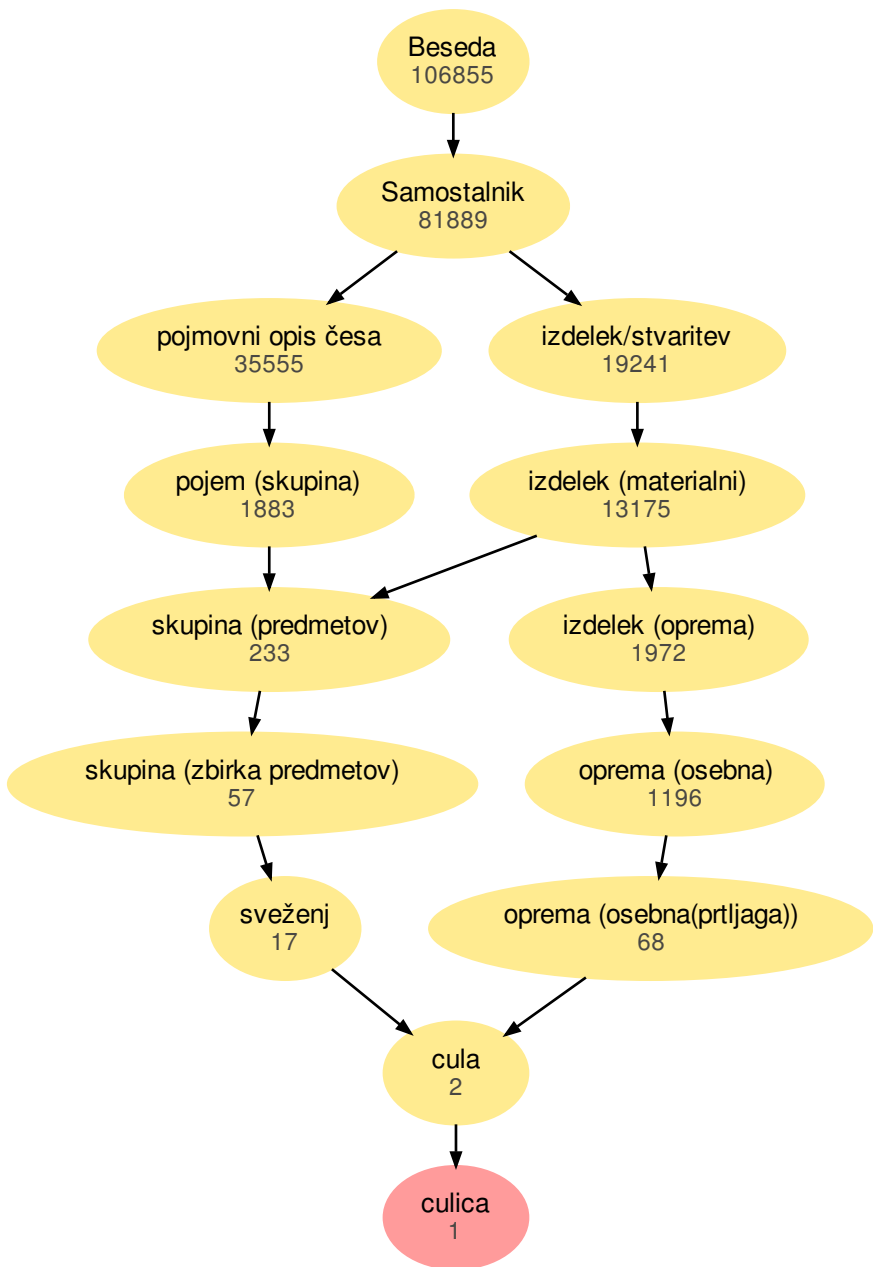 Beseda
106855
Samostalnik
81889
pojmovni opis česa
35555
izdelek/stvaritev
19241
pojem (skupina)
1883
izdelek (materialni)
13175
skupina (predmetov)
233
izdelek (oprema)
1972
skupina (zbirka predmetov)
57
oprema (osebna)
1196
sveženj
17
oprema (osebna(prtljaga))
68
cula
2
culica
1